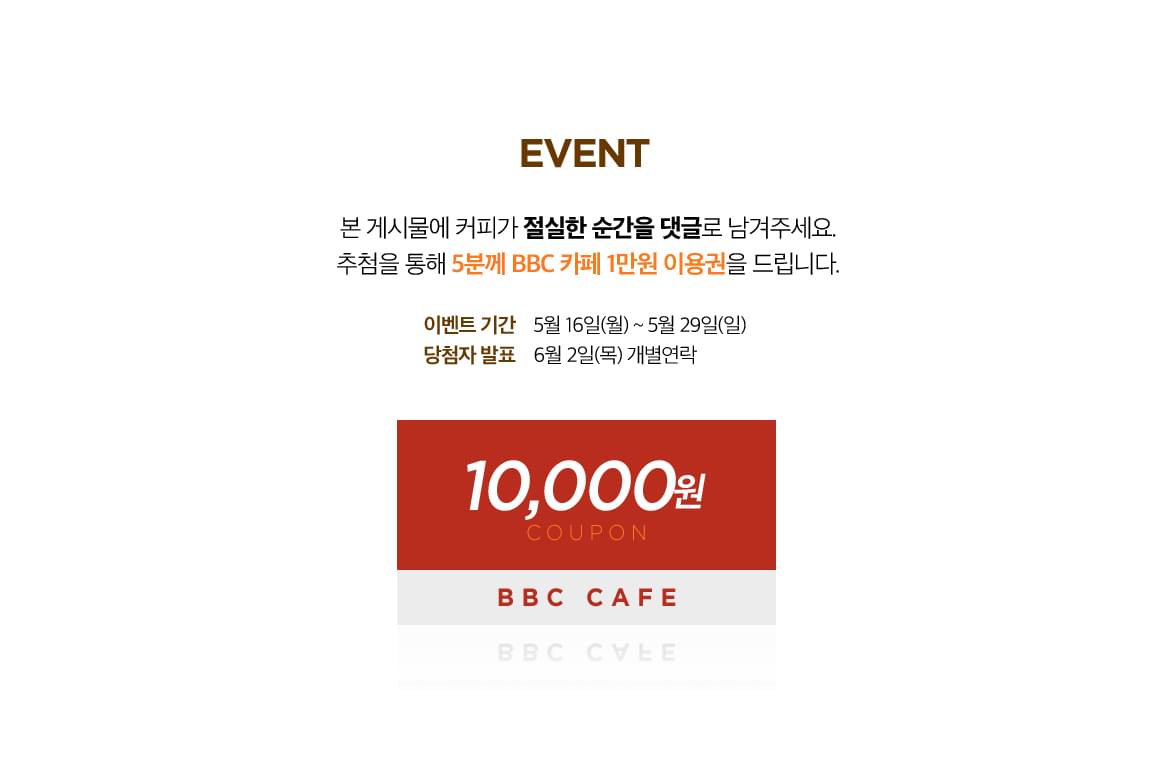 EVENT
본 게시물에 커피가 절실한 순간을 댓글로 남겨주세요.
추첨을 통해 5분께 BBC 카페 1만원 이용권을 드립니다.
이벤트 기간 5월 16일(월) ~ 5월 29일(일)
당첨자 발표 6월 2일(목) 개별연락
10,000원
COUPON
BBC CAFE